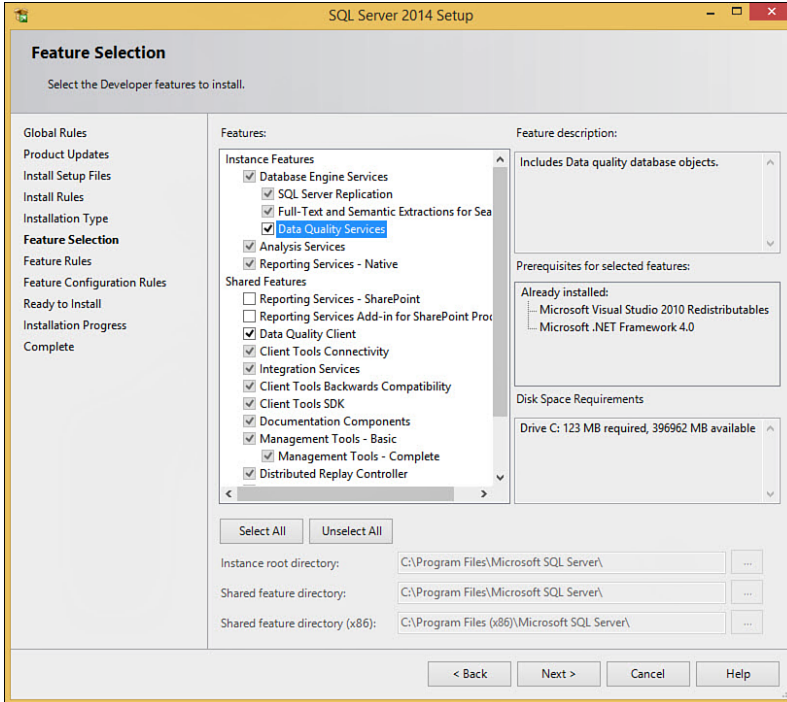 SQL Server 2014 Setup
Feature Selection
Select the Developer features to install.
Global Rules
Product Updates
Install Setup Files
Install Rules
Installation Type
Feature Selection
Feature Rules
Feature Configuration Rules
Ready to Install
Installation Progress
Complete
Features:
Instance Features
Database Engine Services
SQL Server Replication
Full-Text and Semantic Extractions for Sea
Data Quality Services
Analysis Services
Reporting Services - Native
Shared Features
Reporting Services - SharePoint
Reporting Services Add-in for SharePoint Proc
Data Quality Client
Client Tools Connectivity
Integration Services
Client Tools Backwards Compatibility
Client Tools SDK
Documentation Components
Management Tools - Basic
Management Tools - Complete
Distributed Replay Controller
Feature description:
Includes Data quality database objects.
Prerequisites for selected features:
Already installed:
Microsoft Visual Studio 2010 Redistributables
Microsoft .NET Framework 4.0
Disk Space Requirements
Drive C: 123 MB required, 396962 MB available
Select All
Unselect All
Instance root directory:
C:\Program Files\Microsoft SQL Server\
...
Shared feature directory:
C:\Program Files\Microsoft SQL Server\
...
Shared feature directory (x86):
C:\Program Files (x86)\Microsoft SQL Server\
...
< Back
Next >
Cancel
Help